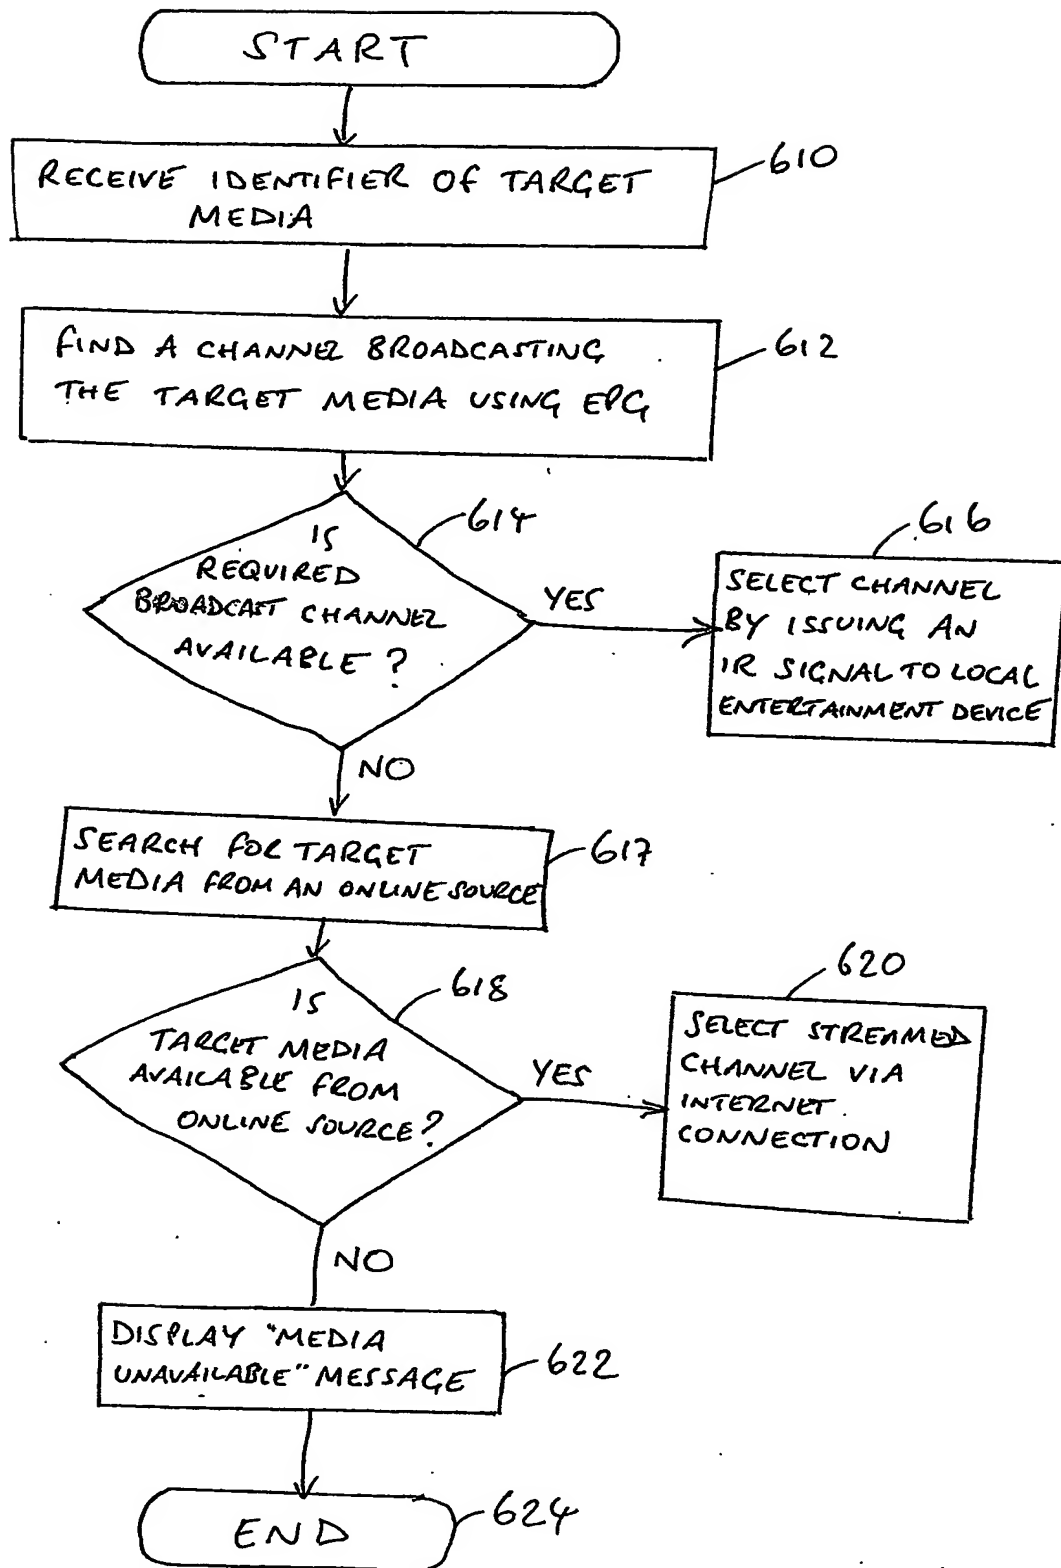 START
RECEIVE IDENTIFIER OF TARGET
MEDIA
610
FIND A CHANNEL BROADCASTING
THE TARGET MEDIA USING EPG
612
IS
REQUIRED
BROADCAST CHANNEL
AVAILABLE?
614
YES
616
SELECT CHANNEL
BY ISSUING AN
IR SIGNAL TO LOCAL
ENTERTAINMENT DEVICE
NO
SEARCH FOR TARGET
MEDIA FROM AN ONLINE SOURCE
617
IS
TARGET MEDIA
AVAILABLE FROM
ONLINE SOURCE?
618
YES
620
SELECT STREAMED
CHANNEL VIA
INTERNET
CONNECTION
NO
DISPLAY "MEDIA
UNAVAILABLE" MESSAGE
622
END
624